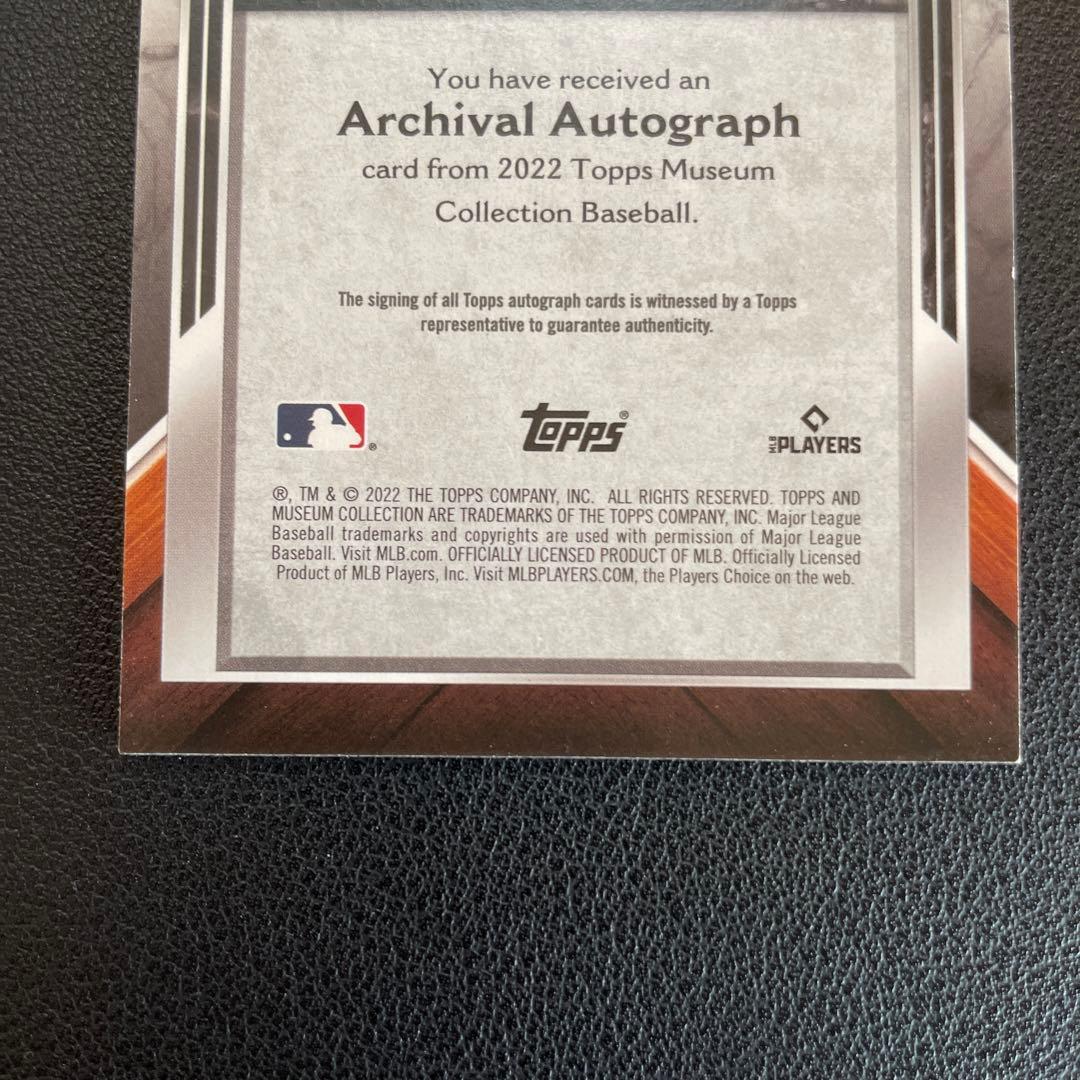 You have received an
Archival Autograph
card from 2022 Topps Museum
Collection Baseball.
The signing of all Topps autograph cards is witnessed by a Topps
representative to guarantee authenticity.
® Topps® MLB PLAYERS
®, TM & © 2022 THE TOPPS COMPANY, INC. ALL RIGHTS RESERVED. TOPPS AND
MUSEUM COLLECTION ARE TRADEMARKS OF THE TOPPS COMPANY, INC. Major League
Baseball trademarks and copyrights are used with permission of Major League
Baseball. Visit MLB.com. OFFICIALLY LICENSED PRODUCT OF MLB. Officially Licensed
Product of MLB Players, Inc. Visit MLBPLAYERS.COM, the Players Choice on the web.